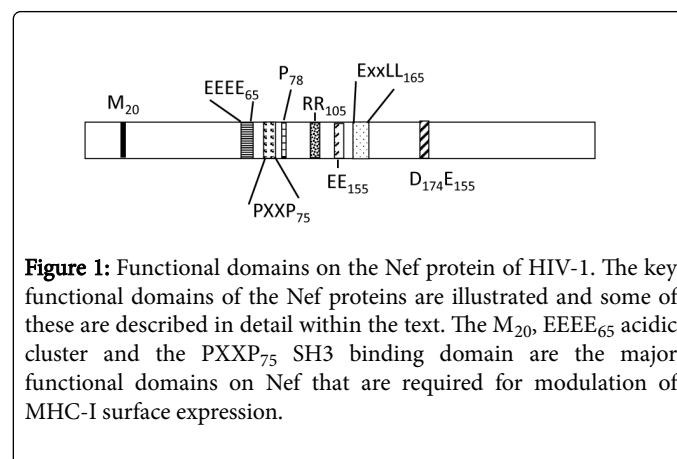 P₇₈
ExxLL₁₆₅
EEEE₆₅
M₂₀
RR₁₀₅
EE₁₅₅
D₁₇₄E₁₅₅
PXXP₇₅
Figure 1: Functional domains on the Nef protein of HIV-1. The key
functional domains of the Nef proteins are illustrated and some of
these are described in detail within the text. The M₂₀, EEEE₆₅ acidic
cluster and the PXXP₇₅ SH3 binding domain are the major
functional domains on Nef that are required for modulation of
MHC-I surface expression.